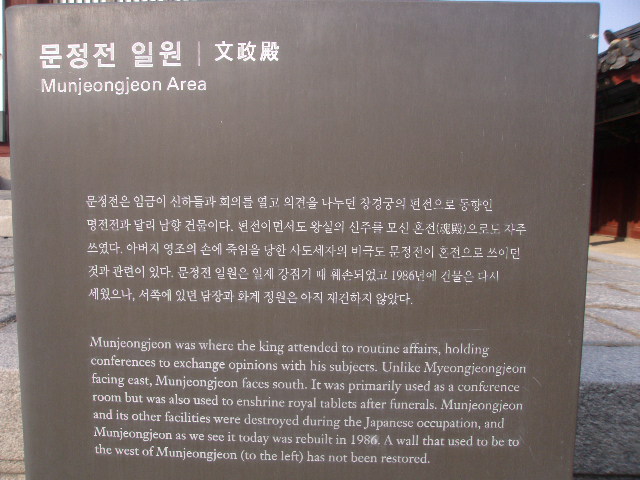 문정전 일원 | 文政殿
Munjeongjeon Area
문정전은 임금이 신하들과 회의를 열고 의견을 나누던 창경궁의 편전으로 동향인
명전전과 달리 남향 건물이다. 편전이면서도 왕실의 신주를 모신 혼전(魂殿)으로도 자주
쓰였다. 아버지 영조의 손에 죽임을 당한 사도세자의 비극도 문정전이 혼전으로 쓰이던
것과 관련이 있다. 문정전 일원은 일제 강점기 때 훼손되었고 1986년에 건물은 다시
세웠으나, 서쪽에 있던 담장과 화계 정원은 아직 재건하지 않았다.
Munjeongjeon was where the king attended to routine affairs, holding
conferences to exchange opinions with his subjects. Unlike Myeongjeongjeon
facing east, Munjeongjeon faces south. It was primarily used as a conference
room but was also used to enshrine royal tablets after funerals. Munjeongjeon
and its other facilities were destroyed during the Japanese occupation, and
Munjeongjeon as we see it today was rebuilt in 1986. A wall that used to be to
the west of Munjeongjeon (to the left) has not been restored.